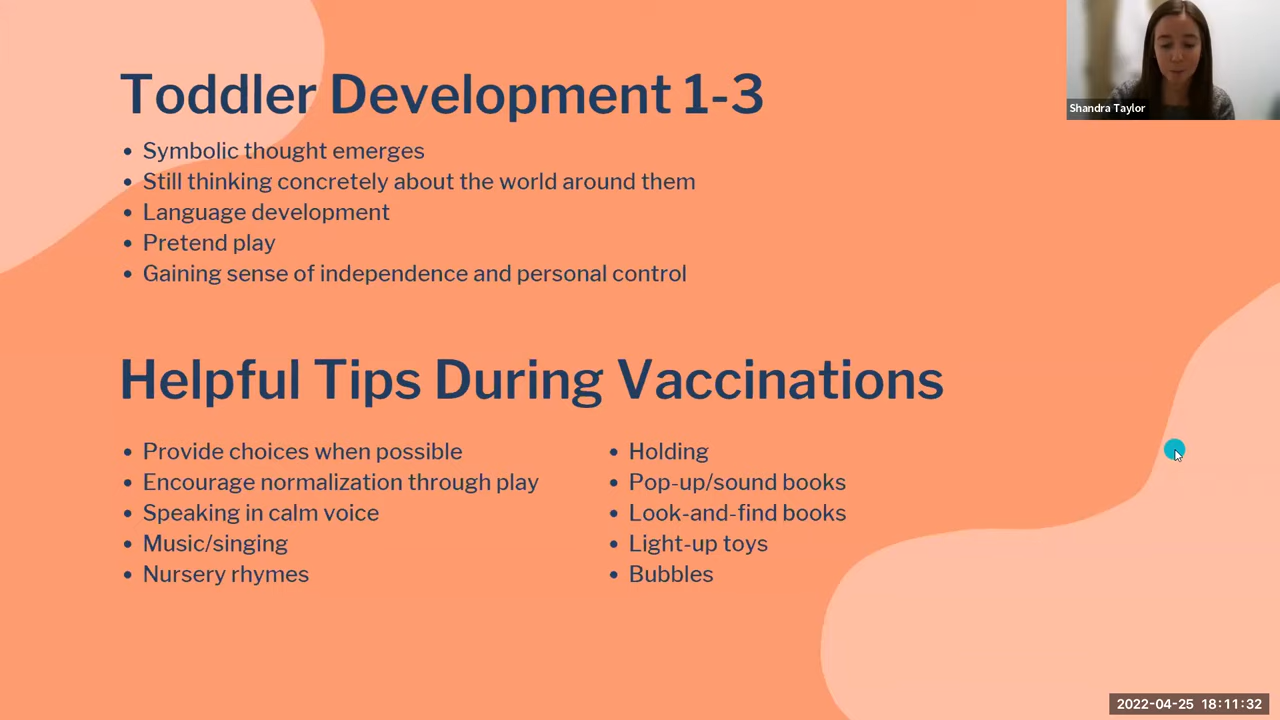 Toddler Development 1-3
• Symbolic thought emerges
• Still thinking concretely about the world around them
• Language development
• Pretend play
• Gaining sense of independence and personal control
Helpful Tips During Vaccinations
• Provide choices when possible
• Encourage normalization through play
• Speaking in calm voice
• Music/singing
• Nursery rhymes
• Holding
• Pop-up/sound books
• Look-and-find books
• Light-up toys
• Bubbles
Shandra Taylor
2022-04-25 18:11:32